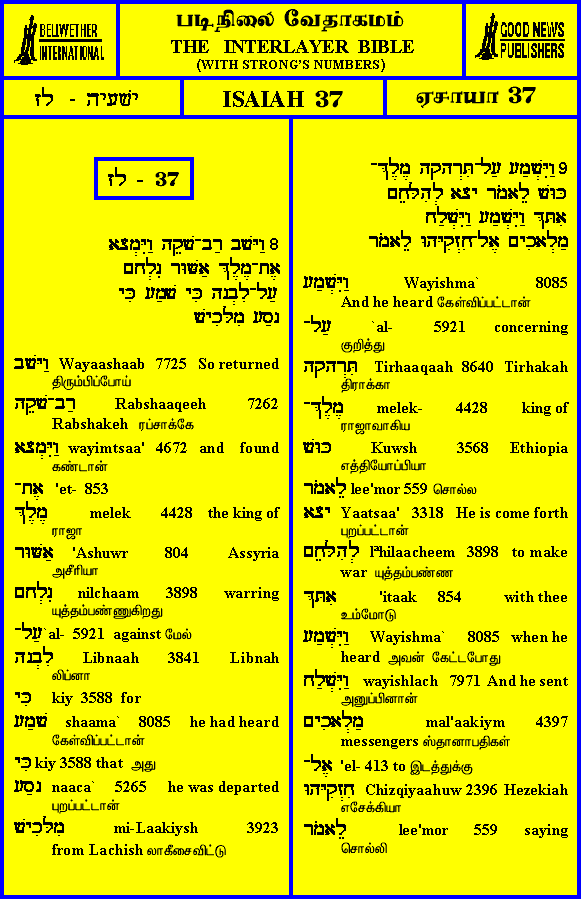 BELLWETHER
INTERNATIONAL
படிநிலை வேதாகமம்
THE INTERLAYER BIBLE
(WITH STRONG'S NUMBERS)
GOOD NEWS
PUBLISHERS
ישעיה - לז
ISAIAH 37
ஏசாயா 37
לז - 37
8 וַיָּשָׁב רַב־שָׁקֵה וַיִּמְצָא
אֶת־מֶלֶךְ אַשּׁוּר נִלְחָם
עַל־לִבְנָה כִּי שָׁמַע כִּי
נָסַע מִלָּכִישׁ
וַיָּשָׁב Wayaashaab 7725 So returned
திரும்பிப்போய்
רַב־שָׁקֵה Rabshaaqeeh 7262
Rabshakeh ரப்சாக்கே
וַיִּמְצָא wayimtsaa' 4672 and found
கண்டான்
אֶת־ 'et- 853
מֶלֶךְ melek 4428 the king of
ராஜா
אַשּׁוּר 'Ashuwr 804 Assyria
அசீரியா
נִלְחָם nilchaam 3898 warring
யுத்தம்பண்ணுகிறது
עַל־ `al- 5921 against மேல்
לִבְנָה Libnaah 3841 Libnah
லிப்னா
כִּי kiy 3588 for
שָׁמַע shaama` 8085 he had heard
கேள்விப்பட்டான்
כִּי kiy 3588 that அது
נָסַע naaca` 5265 he was departed
புறப்பட்டான்
מִלָּכִישׁ mi-Laakiysh 3923
from Lachish லாகீசைவிட்டு
9 וַיִּשְׁמַע עַל־תִּרְהָקָה מֶלֶךְ־
כּוּשׁ לֵאמֹר יָצָא לְהִלָּחֵם
אִתָּךְ וַיִּשְׁמַע וַיִּשְׁלַח
מַלְאָכִים אֶל־חִזְקִיָּהוּ לֵאמֹר
וַיִּשְׁמַע Wayishma` 8085
And he heard கேள்விப்பட்டான்
עַל־ `al- 5921 concerning
குறித்து
תִּרְהָקָה Tirhaaqaah 8640 Tirhakah
திராக்கா
מֶלֶךְ־ melek- 4428 king of
ராஜாவாகிய
כּוּשׁ Kuwsh 3568 Ethiopia
எத்தியோப்பியா
לֵאמֹר lee'mor 559 சொல்ல
יָצָא Yaatsaa' 3318 He is come forth
புறப்பட்டான்
לְהִלָּחֵם lªhilaacheem 3898 to make
war யுத்தம்பண்ண
אִתָּךְ 'itaak 854 with thee
உம்மோடு
וַיִּשְׁמַע Wayishma` 8085 when he
heard அவன் கேட்டபோது
וַיִּשְׁלַח wayishlach 7971 And he sent
அனுப்பினான்
מַלְאָכִים mal'aakiym 4397
messengers ஸ்தானாபதிகள்
אֶל־ 'el- 413 to இடத்துக்கு
חִזְקִיָּהוּ Chizqiyaahuw 2396 Hezekiah
எசேக்கியா
לֵאמֹר lee'mor 559 saying
சொல்லி